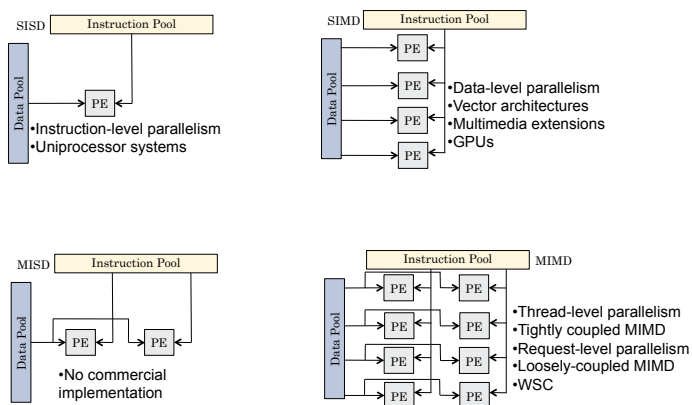 SISD
Instruction Pool
Data Pool
PE
•Instruction-level parallelism
•Uniprocessor systems
SIMD
Instruction Pool
Data Pool
PE
PE
PE
PE
•Data-level parallelism
•Vector architectures
•Multimedia extensions
•GPUs
MISD
Instruction Pool
Data Pool
PE
PE
•No commercial
implementation
Instruction Pool
MIMD
Data Pool
PE
PE
PE
PE
PE
PE
PE
PE
•Thread-level parallelism
•Tightly coupled MIMD
•Request-level parallelism
•Loosely-coupled MIMD
•WSC